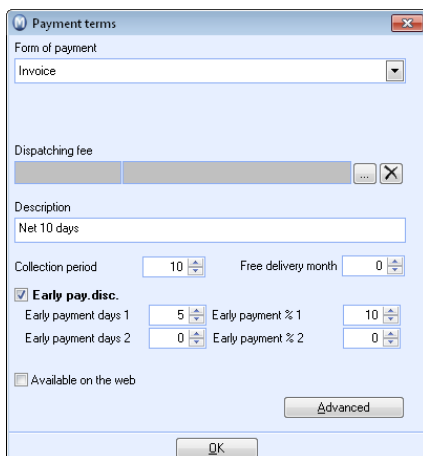 Payment terms
Form of payment
Invoice
Dispatching fee
...
Description
Net 10 days
Collection period 10 Free delivery month 0
Early pay.disc.
Early payment days 1 5 Early payment % 1 10
Early payment days 2 0 Early payment % 2 0
Available on the web
Advanced
OK